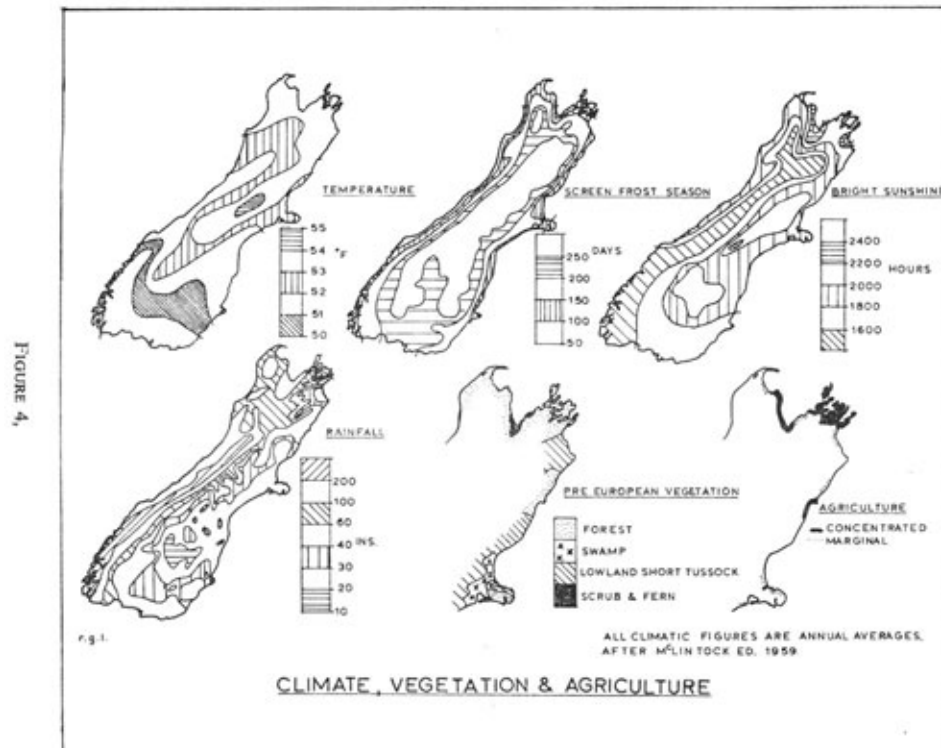 FIGURE 4,
TEMPERATURE
55
54 °F
53
52
51
50
SCREEN FROST SEASON
DAYS
250
200
150
100
50
BRIGHT SUNSHINE
2400
2200
HOURS
2000
1800
1600
RAINFALL
200
100
60
40 INS.
30
20
10
PRE EUROPEAN VEGETATION
FOREST
SWAMP
LOWLAND SHORT TUSSOCK
SCRUB & FERN
AGRICULTURE
CONCENTRATED
MARGINAL
r.g.l.
ALL CLIMATIC FIGURES ARE ANNUAL AVERAGES,
AFTER McLINTOCK ED. 1959
CLIMATE, VEGETATION & AGRICULTURE